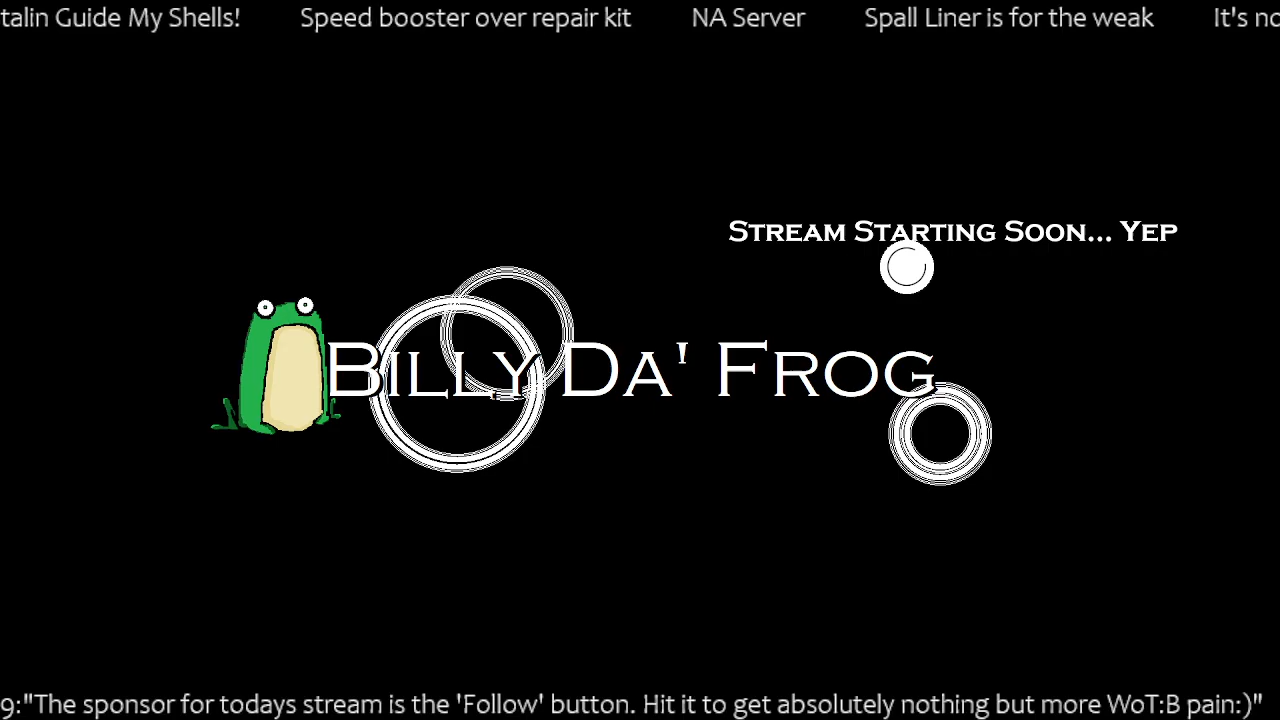 talin Guide My Shells! Speed booster over repair kit NA Server Spall Liner is for the weak It's no
Stream Starting Soon... Yep
Billy Da' Frog
9:"The sponsor for todays stream is the 'Follow' button. Hit it to get absolutely nothing but more WoT:B pain:)"